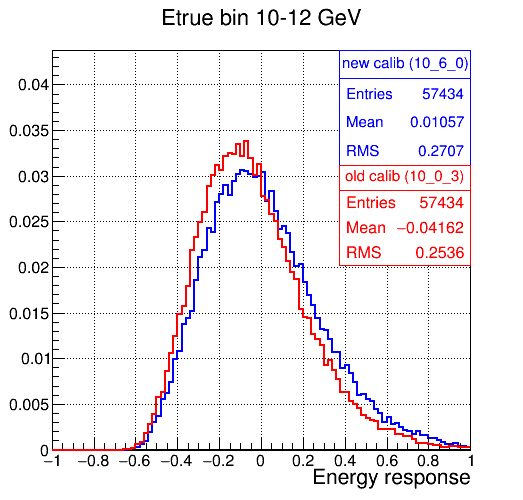 Etrue bin 10-12 GeV
new calib (10_6_0)
Entries 57434
Mean 0.01057
RMS 0.2707
old calib (10_0_3)
Entries 57434
Mean −0.04162
RMS 0.2536
0.04
0.035
0.03
0.025
0.02
0.015
0.01
0.005
0
−1 −0.8 −0.6 −0.4 −0.2 0 0.2 0.4 0.6 0.8 1
Energy response